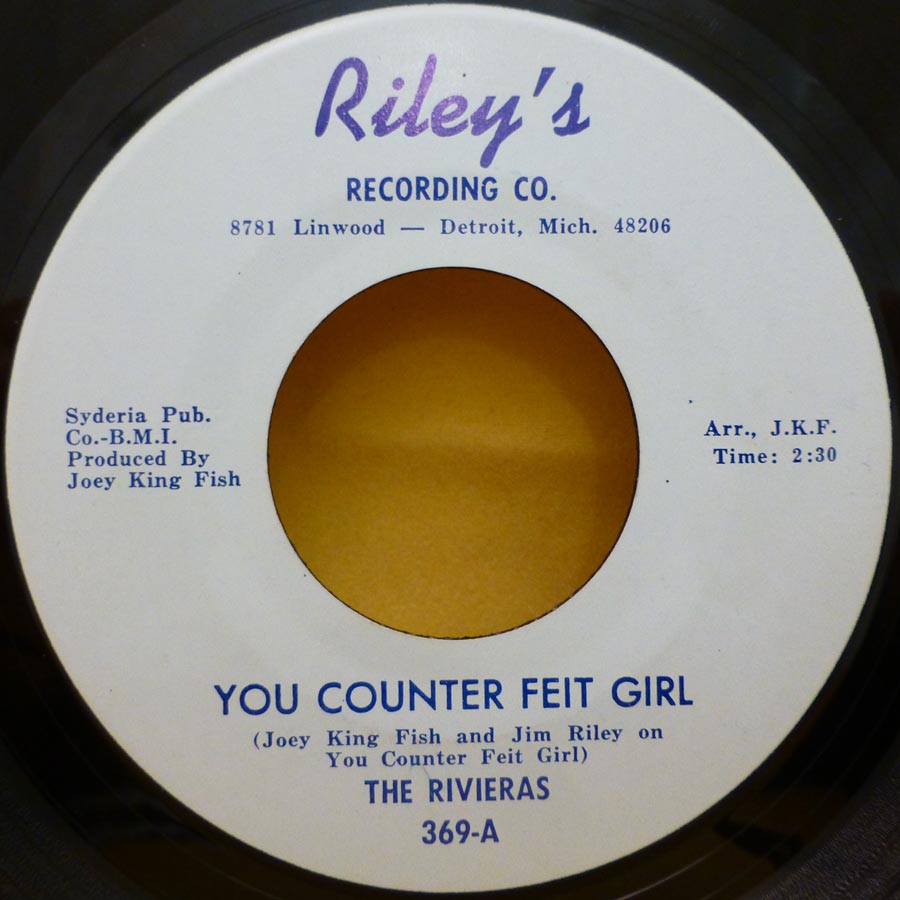 Riley's
RECORDING CO.
8781 Linwood — Detroit, Mich. 48206
Syderia Pub.
Co.-B.M.I.
Produced By
Joey King Fish
Arr., J.K.F.
Time: 2:30
YOU COUNTER FEIT GIRL
(Joey King Fish and Jim Riley on
You Counter Feit Girl)
THE RIVIERAS
369-A